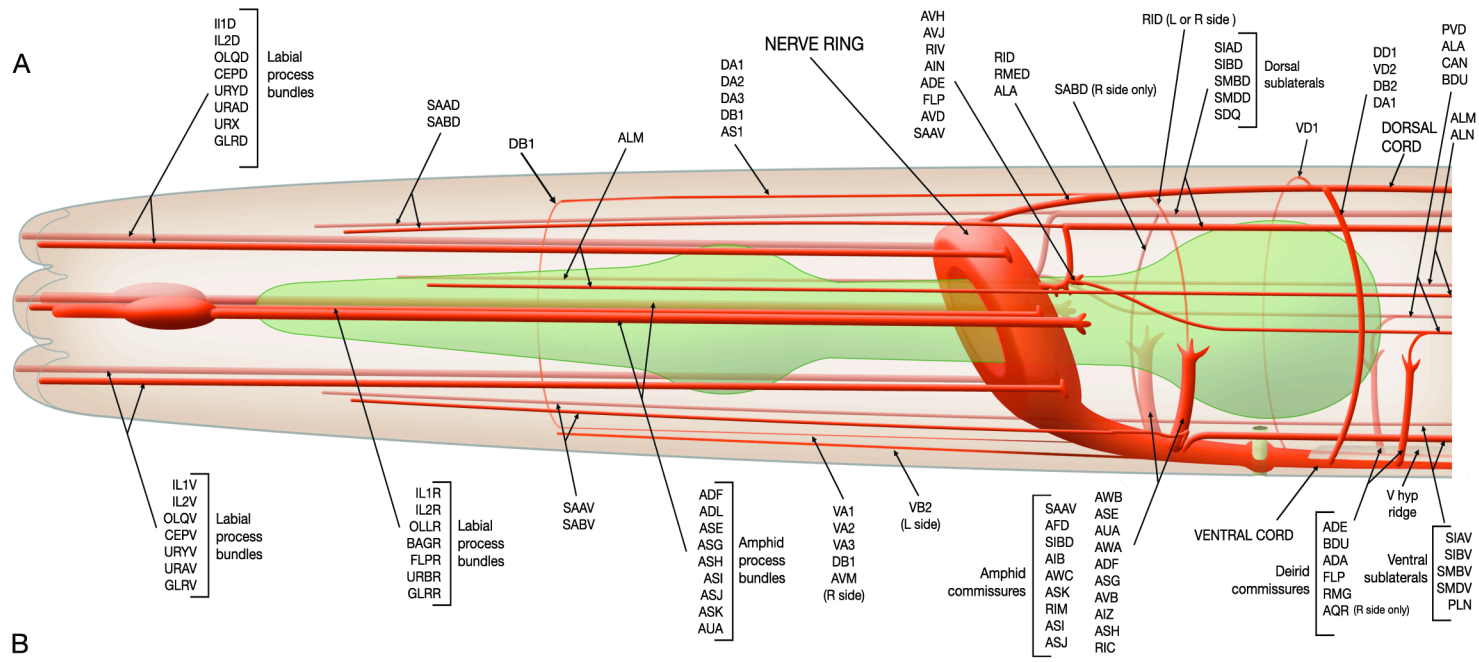 A
II1D
IL2D
OLQD
CEPD
URYD
URAD
URX
GLRD
Labial
process
bundles
SAAD
SABD
DB1
ALM
DA1
DA2
DA3
DB1
AS1
NERVE RING
AVH
AVJ
RIV
AIN
ADE
FLP
AVD
SAAV
RID
RMED
ALA
SABD (R side only)
RID (L or R side )
SIAD
SIBD
SMBD
SMDD
SDQ
Dorsal
sublaterals
VD1
DD1
VD2
DB2
DA1
DORSAL
CORD
PVD
ALA
CAN
BDU
ALM
ALN
IL1V
IL2V
OLQV
CEPV
URYV
URAV
GLRV
Labial
process
bundles
IL1R
IL2R
OLLR
BAGR
FLPR
URBR
GLRR
Labial
process
bundles
SAAV
SABV
ADF
ADL
ASE
ASG
ASH
ASI
ASJ
ASK
AUA
Amphid
process
bundles
VA1
VA2
VA3
DB1
AVM
(R side)
VB2
(L side)
Amphid
commissures
SAAV
AFD
SIBD
AIB
AWC
ASK
RIM
ASI
ASJ
AWB
ASE
AUA
AWA
ADF
ASG
AVB
AIZ
ASH
RIC
VENTRAL CORD
Deirid
commissures
ADE
BDU
ADA
FLP
RMG
AQR (R side only)
V hyp
ridge
Ventral
sublaterals
SIAV
SIBV
SMBV
SMDV
PLN
B